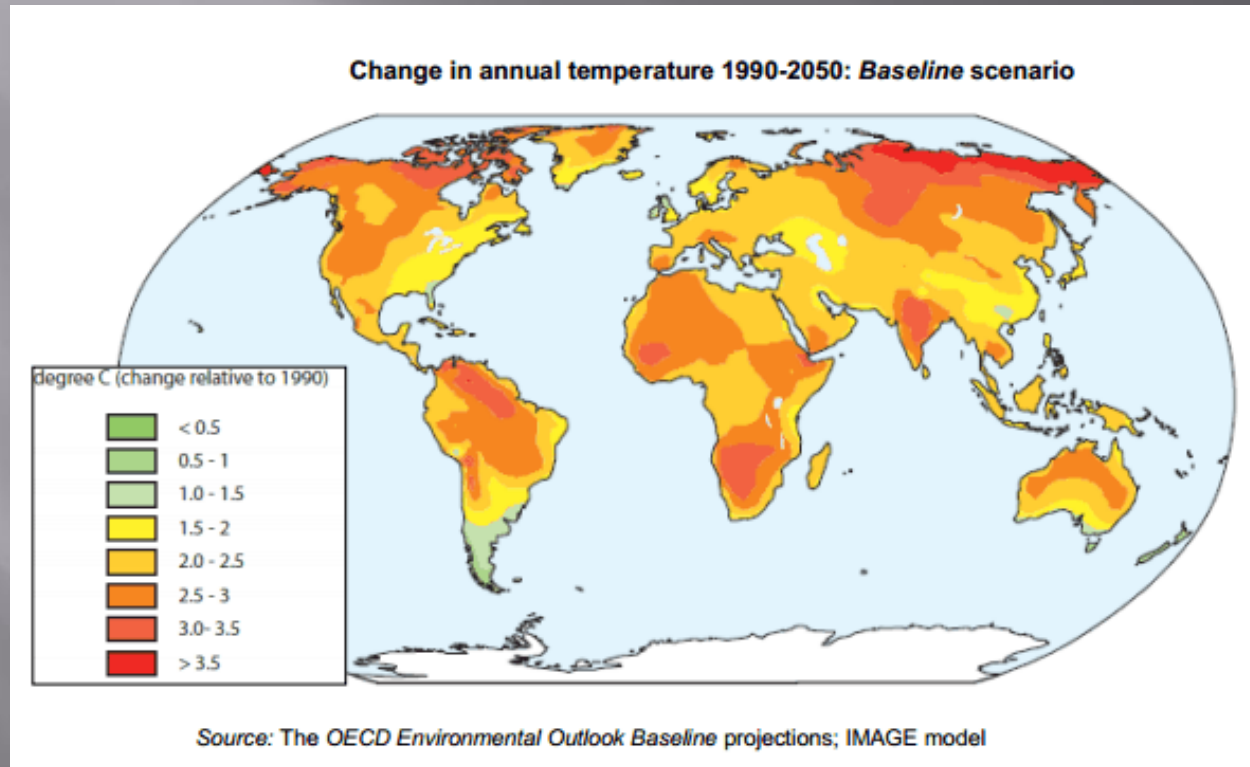 Change in annual temperature 1990-2050: Baseline scenario
degree C (change relative to 1990)
< 0.5
0.5 - 1
1.0 - 1.5
1.5 - 2
2.0 - 2.5
2.5 - 3
3.0- 3.5
> 3.5
Source: The OECD Environmental Outlook Baseline projections; IMAGE model